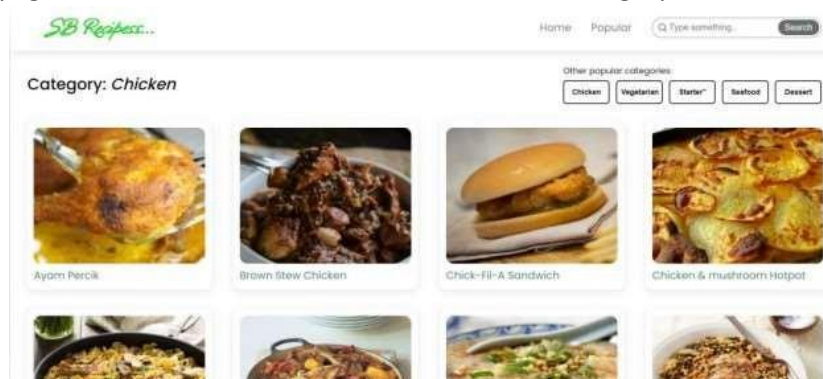 SB Recipess...
Home Popular Type something... Search
Category: Chicken
Other popular categories:
Chicken Vegetarian Starter" Seafood Dessert
Ayam Percik
Brown Stew Chicken
Chick-Fil-A Sandwich
Chicken & mushroom Hotpot